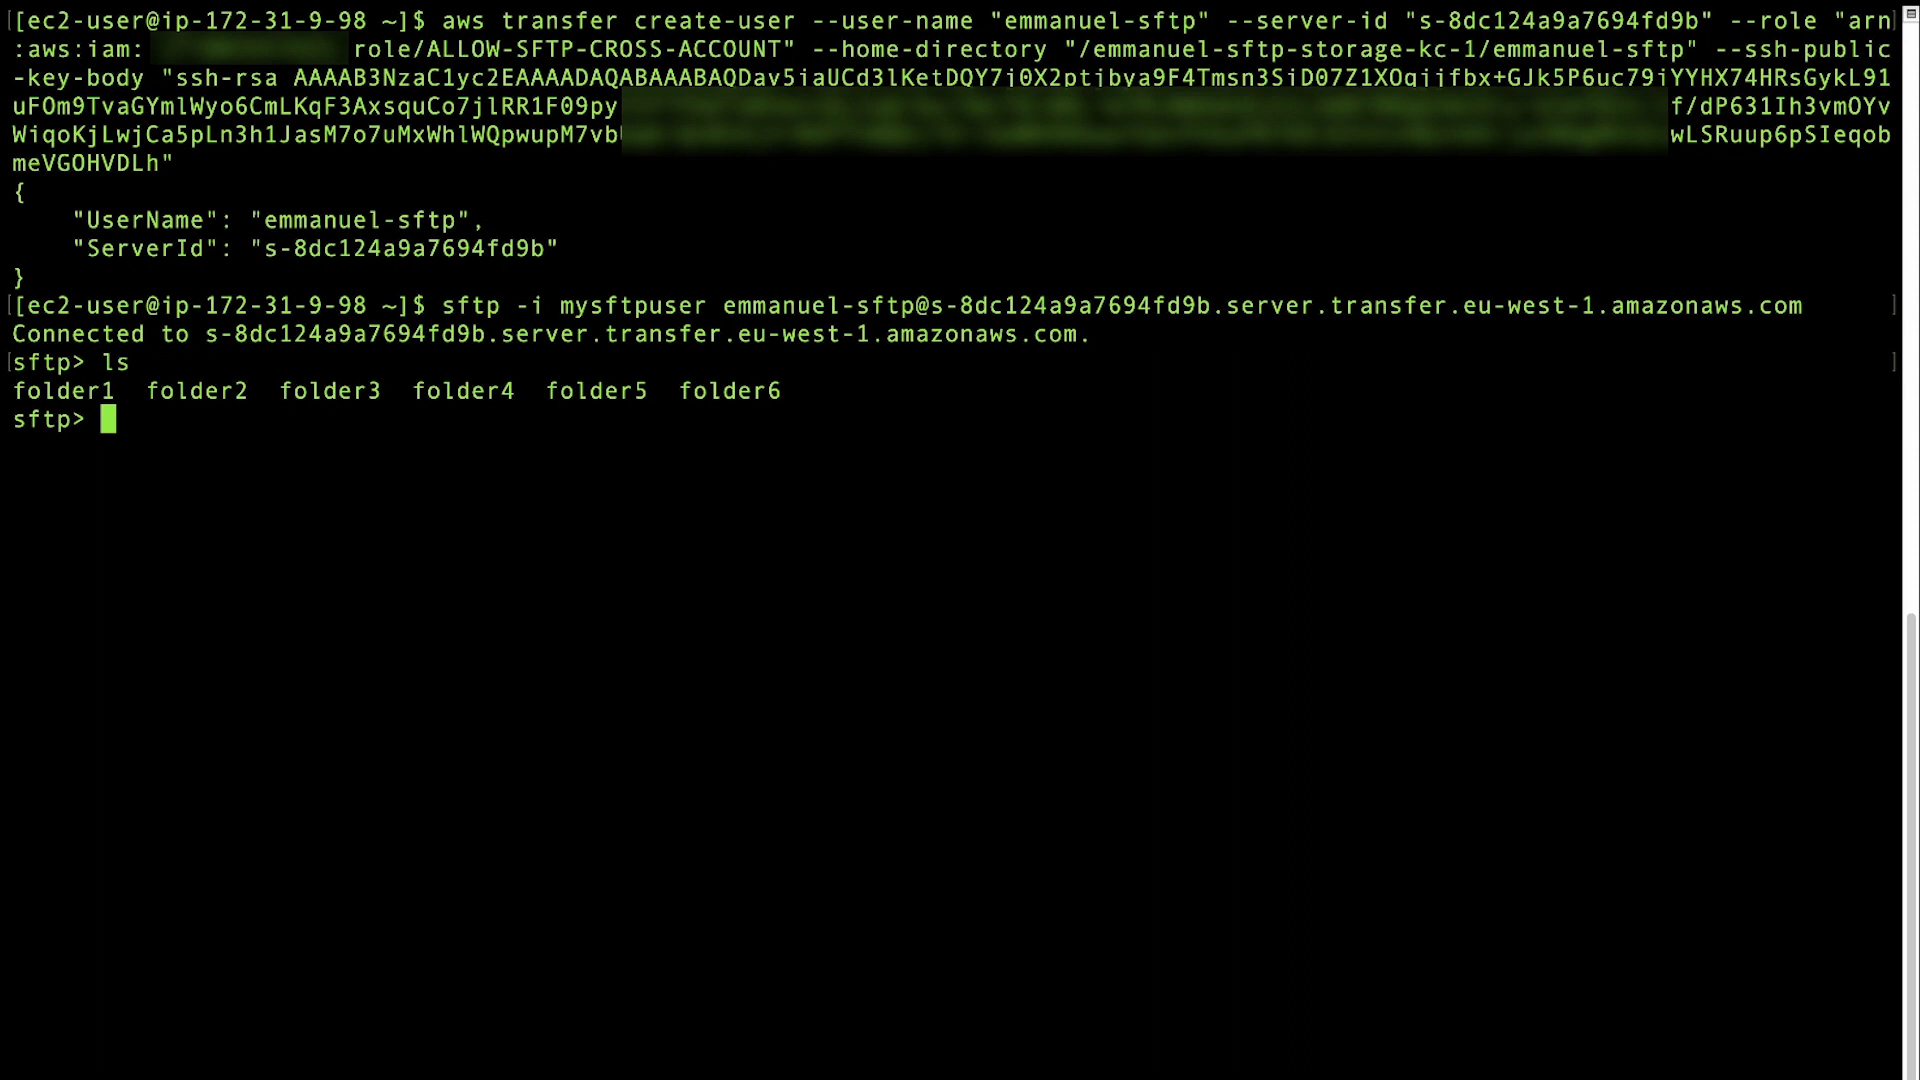 [ec2-user@ip-172-31-9-98 ~]$ aws transfer create-user --user-name "emmanuel-sftp" --server-id "s-8dc124a9a7694fd9b" --role "arn
:aws:iam: role/ALLOW-SFTP-CROSS-ACCOUNT" --home-directory "/emmanuel-sftp-storage-kc-1/emmanuel-sftp" --ssh-public
-key-body "ssh-rsa AAAAB3NzaC1yc2EAAAADAQABAAABAQDav5iaUCd3lKetDQY7j0X2ptjbya9F4Tmsn3SiD07Z1XOqjjfbx+GJk5P6uc79iYYHX74HRsGykL91
uFOm9TvaGYmlWyo6CmLKqF3AxsquCo7jlRR1F09py f/dP631Ih3vmOYv
WiqoKjLwjCa5pLn3h1JasM7o7uMxWhlWQpwupM7vb wLSRuup6pSIeqob
meVGOHVDLh"
{
    "UserName": "emmanuel-sftp",
    "ServerId": "s-8dc124a9a7694fd9b"
}
[ec2-user@ip-172-31-9-98 ~]$ sftp -i mysftpuser emmanuel-sftp@s-8dc124a9a7694fd9b.server.transfer.eu-west-1.amazonaws.com
Connected to s-8dc124a9a7694fd9b.server.transfer.eu-west-1.amazonaws.com.
sftp> ls
folder1  folder2  folder3  folder4  folder5  folder6
sftp>